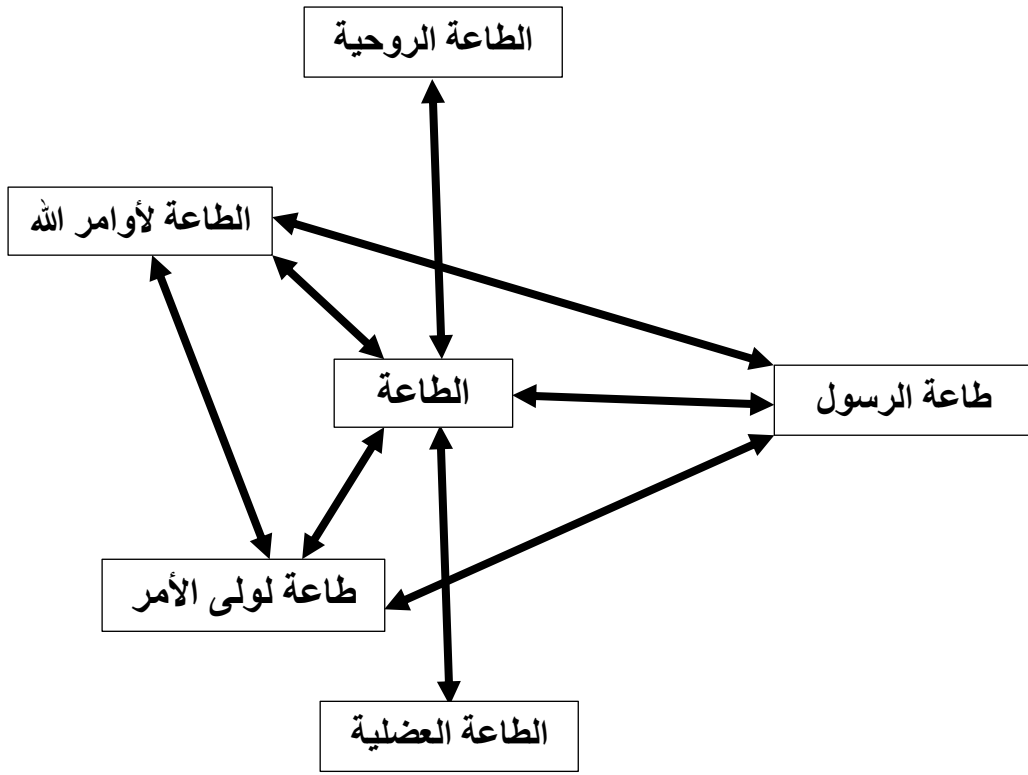 الطاعة الروحية
الطاعة لأوامر الله
الطاعة
طاعة الرسول
طاعة لولى الأمر
الطاعة العضلية